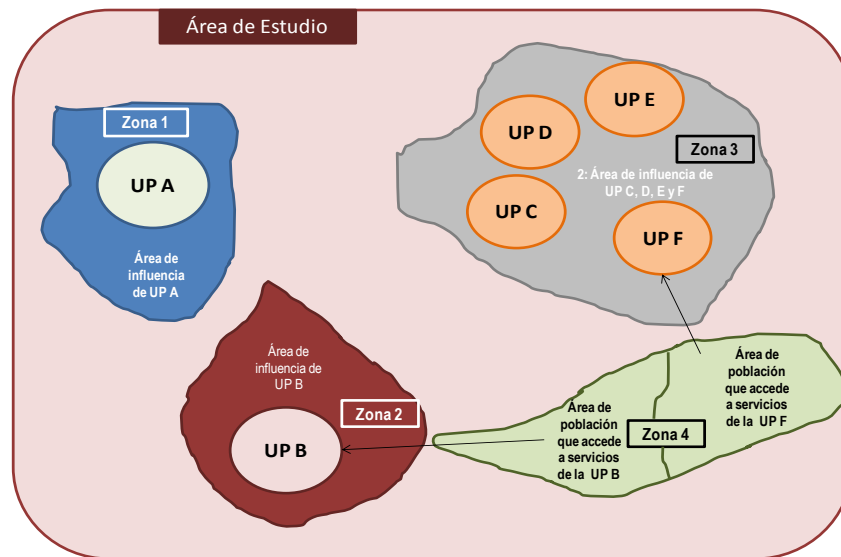 Área de Estudio
Zona 1
UP A
Área de
influencia
de UP A
UP E
UP D
Zona 3
2: Área de influencia de
UP C, D, E y F
UP C
UP F
Área de
influencia de
UP B
Zona 2
UP B
Área de
población
que accede
a servicios
de la UP B
Zona 4
Área de
población
que accede
a servicios
de la UP F